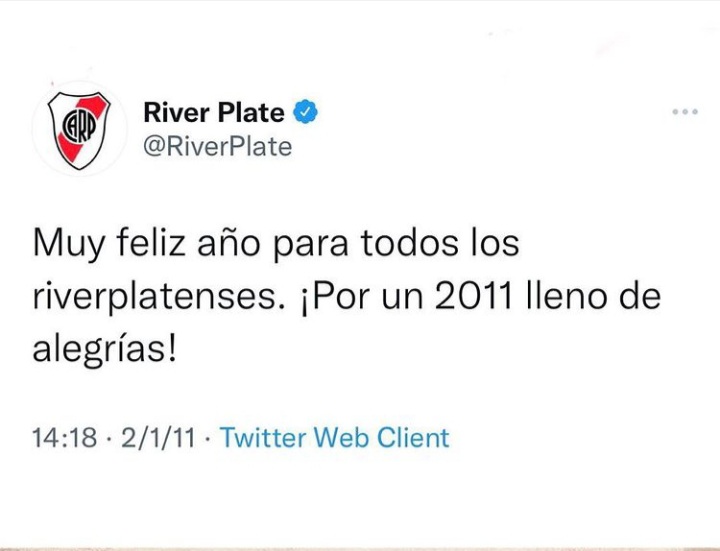 River Plate
@RiverPlate
CARP
Muy feliz año para todos los
riverplatenses. ¡Por un 2011 lleno de
alegrías!
14:18 · 2/1/11 · Twitter Web Client